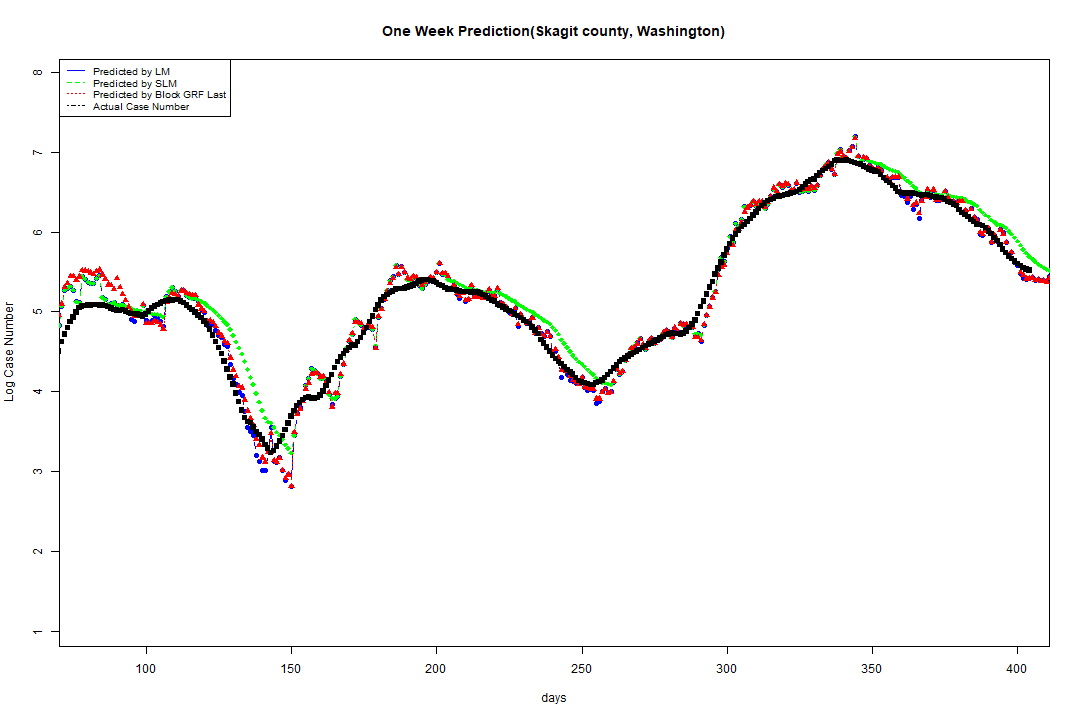 One Week Prediction(Skagit county, Washington)
Predicted by LM
Predicted by SLM
Predicted by Block GRF Last
Actual Case Number
8
7
6
5
4
3
2
1
Log Case Number
100 150 200 250 300 350 400
days